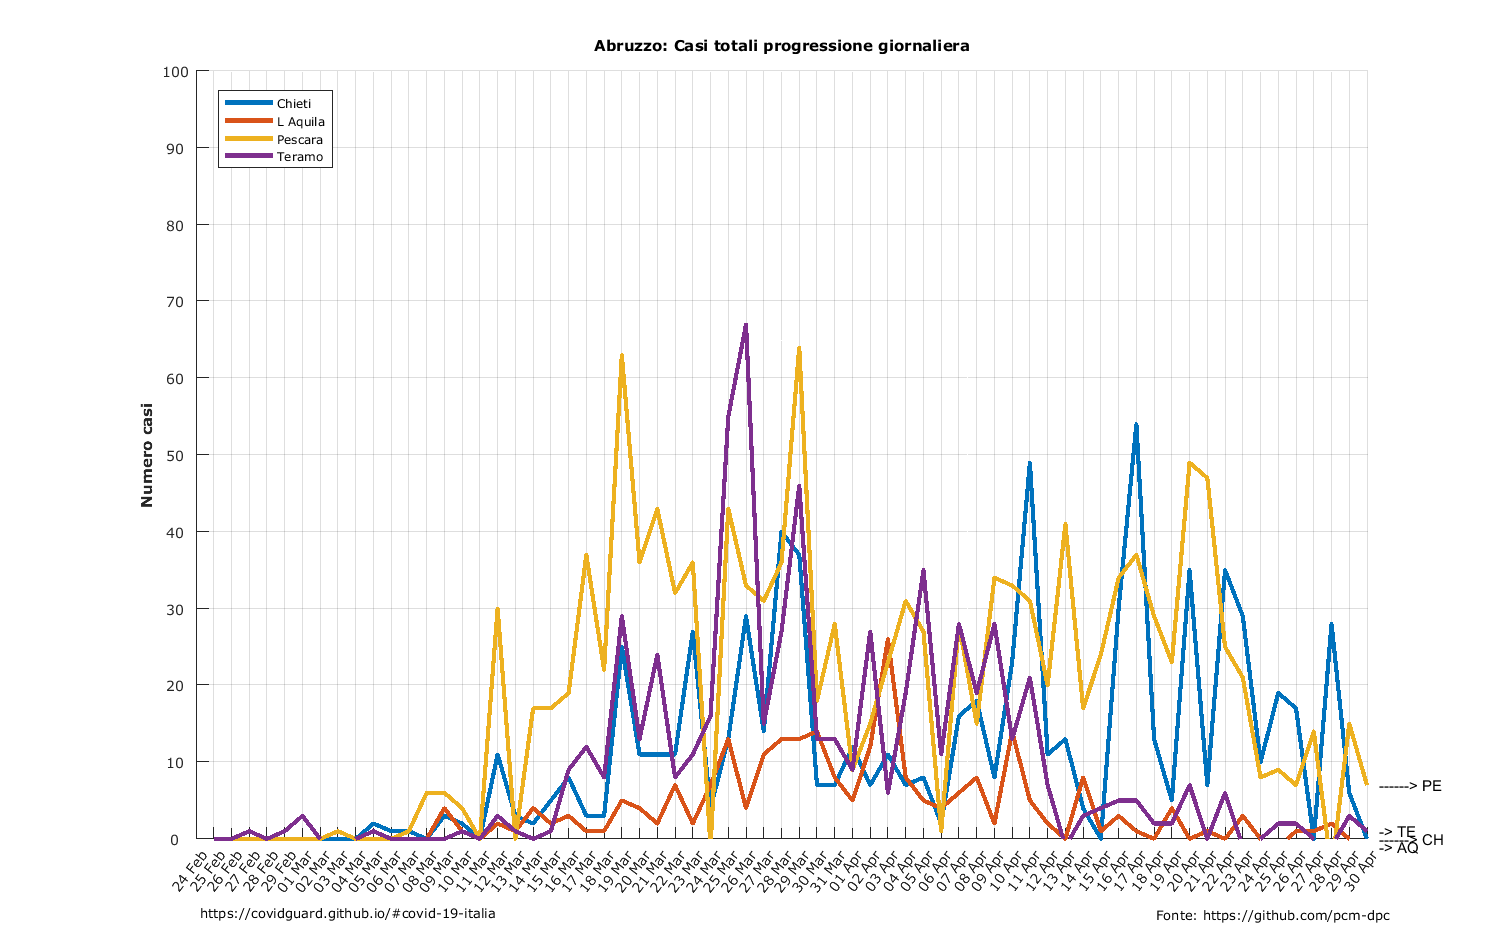 Abruzzo: Casi totali progressione giornaliera
100
90
80
70
60
50
40
30
20
10
0
Numero casi
Chieti
L Aquila
Pescara
Teramo
------> PE
-> TE
------> CH
-> AQ
24 Feb
25 Feb
26 Feb
27 Feb
28 Feb
29 Feb
01 Mar
02 Mar
03 Mar
04 Mar
05 Mar
06 Mar
07 Mar
08 Mar
09 Mar
10 Mar
11 Mar
12 Mar
13 Mar
14 Mar
15 Mar
16 Mar
17 Mar
18 Mar
19 Mar
20 Mar
21 Mar
22 Mar
23 Mar
24 Mar
25 Mar
26 Mar
27 Mar
28 Mar
29 Mar
30 Mar
31 Mar
01 Apr
02 Apr
03 Apr
04 Apr
05 Apr
06 Apr
07 Apr
08 Apr
09 Apr
10 Apr
11 Apr
12 Apr
13 Apr
14 Apr
15 Apr
16 Apr
17 Apr
18 Apr
19 Apr
20 Apr
21 Apr
22 Apr
23 Apr
24 Apr
25 Apr
26 Apr
27 Apr
28 Apr
29 Apr
30 Apr
https://covidguard.github.io/#covid-19-italia
Fonte: https://github.com/pcm-dpc